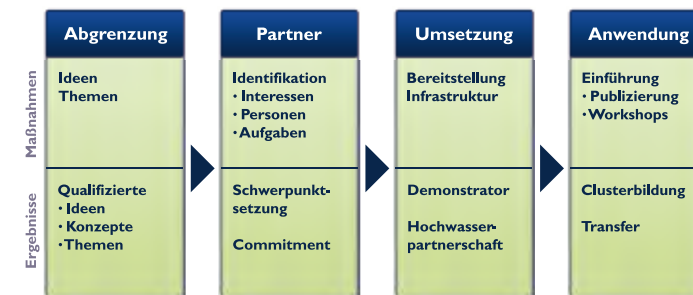 Abgrenzung
Partner
Umsetzung
Anwendung
Maßnahmen
Ideen
Themen
Identifikation
• Interessen
• Personen
• Aufgaben
Bereitstellung
Infrastruktur
Einführung
• Publizierung
• Workshops
Ergebnisse
Qualifizierte
• Ideen
• Konzepte
• Themen
Schwerpunkt-
setzung
Commitment
Demonstrator
Hochwasser-
partnerschaft
Clusterbildung
Transfer